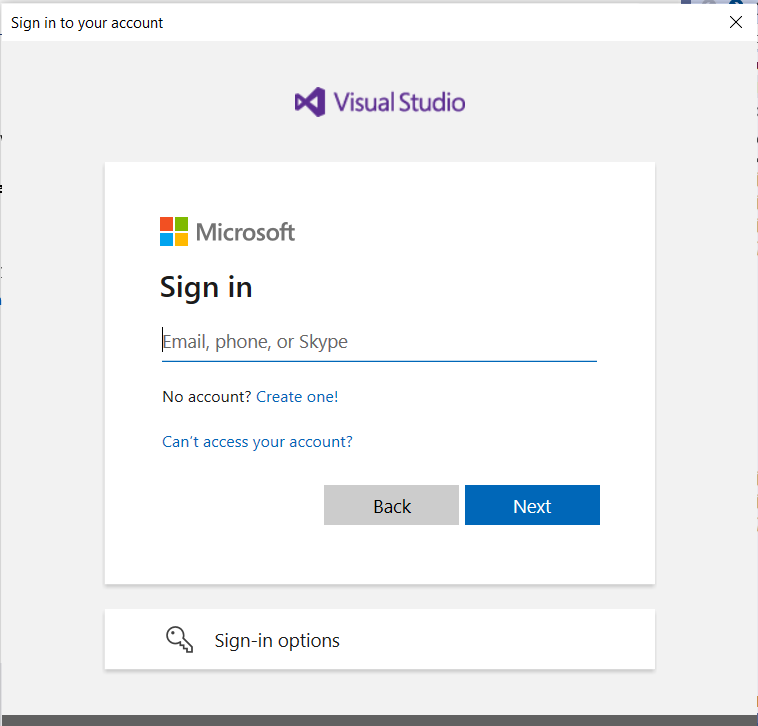 Sign in to your account
Visual Studio
Microsoft
Sign in
Email, phone, or Skype
No account? Create one!
Can't access your account?
Back Next
Sign-in options